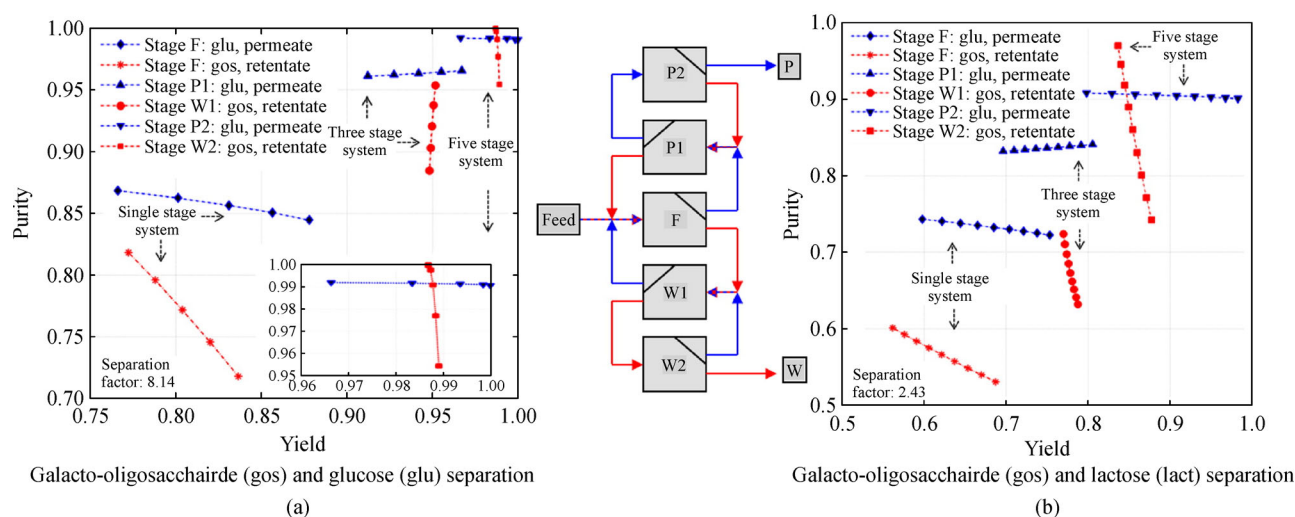 1.00
0.95
0.90
0.85
0.80
0.75
0.70
Purity
Stage F: glu, permeate
Stage F: gos, retentate
Stage P1: glu, permeate
Stage W1: gos, retentate
Stage P2: glu, permeate
Stage W2: gos, retentate
Three stage
system
Five stage
system
Single stage
system
Separation
factor: 8.14
1.00
0.99
0.98
0.97
0.96
0.95
0.96
0.97
0.98
0.99
1.00
0.75
0.80
0.85
0.90
0.95
1.00
Yield
Galacto-oligosacchairde (gos) and glucose (glu) separation
(a)
P2
P
P1
Feed
F
W1
W2
W
1.0
0.9
0.8
0.7
0.6
0.5
Purity
Stage F: glu, permeate
Stage F: gos, retentate
Stage P1: glu, permeate
Stage W1: gos, retentate
Stage P2: glu, permeate
Stage W2: gos, retentate
Five stage
system
Three stage
system
Single stage
system
Separation
factor: 2.43
0.5
0.6
0.7
0.8
0.9
1.0
Yield
Galacto-oligosacchairde (gos) and lactose (lact) separation
(b)